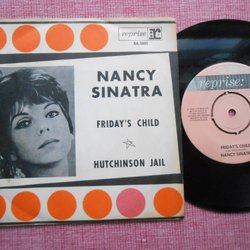 reprise
NANCY
SINATRA
FRIDAY'S CHILD
HUTCHINSON JAIL
reprise:
FRIDAY'S CHILD
NANCY SINATRA